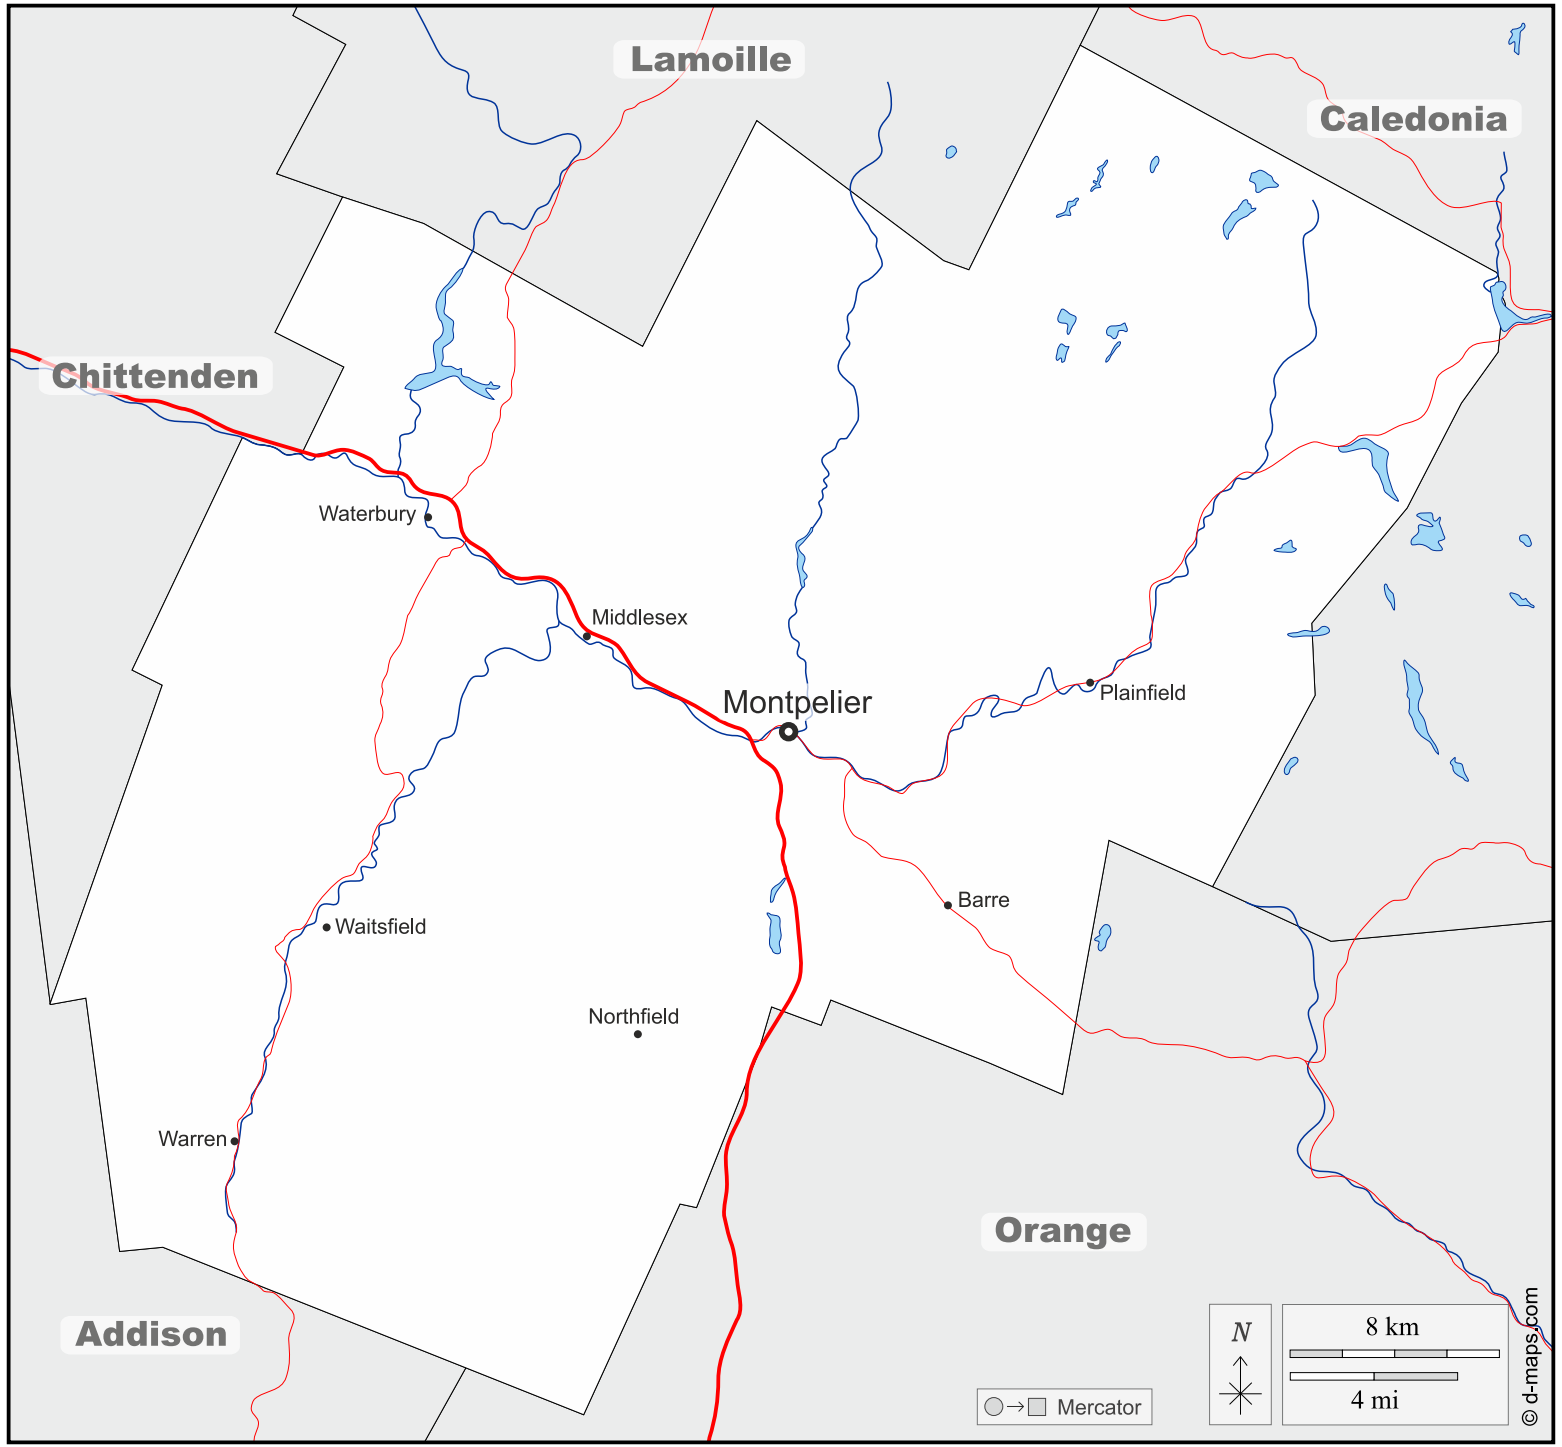 Lamoille
Caledonia
Chittenden
Waterbury
Middlesex
Montpelier
Plainfield
Barre
Waitsfield
Northfield
Warren
Orange
Addison
N
8 km
4 mi
Mercator
© d-maps.com